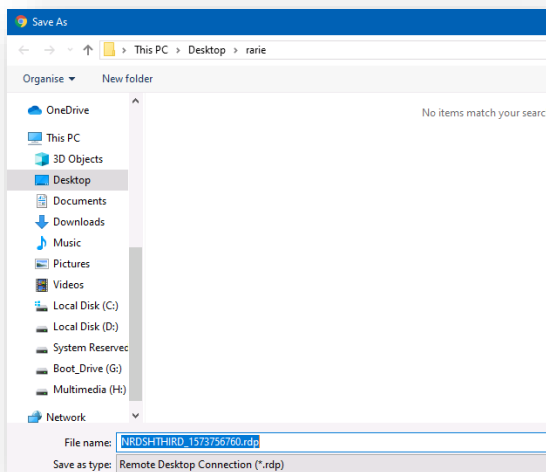 Save As
This PC > Desktop > rarie
Organise New folder
OneDrive
No items match your searc
This PC
3D Objects
Desktop
Documents
Downloads
Music
Pictures
Videos
Local Disk (C:)
Local Disk (D:)
System Reserved
Boot_Drive (G:)
Multimedia (H:)
Network
File name: NRDSHTHIRD_1573756760.rdp
Save as type: Remote Desktop Connection (*.rdp)